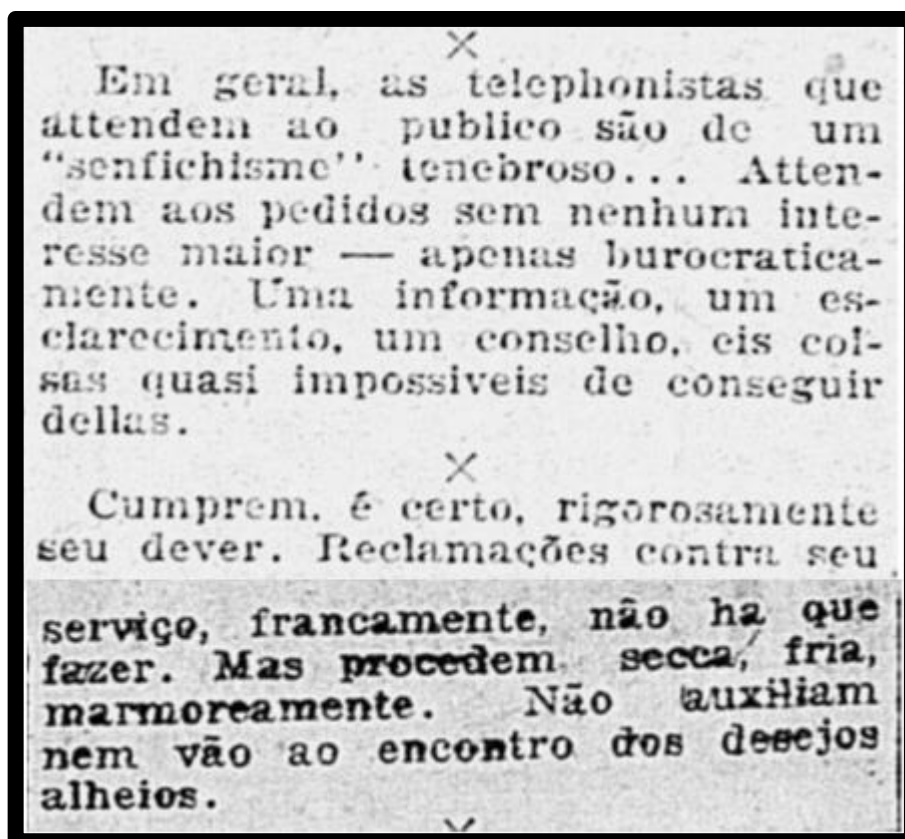 ×
Em geral, as telephonistas que
attendem ao publico são de um
"senfichisme" tenebroso... Atten-
dem aos pedidos sem nenhum inte-
resse maior — apenas burocratica-
mente. Uma informação, um es-
clarecimento, um conselho, eis coi-
sas quasi impossiveis de conseguir
dellas.
×
Cumprem, é certo, rigorosamente
seu dever. Reclamações contra seu
serviço, francamente, não ha que
fazer. Mas procedem secca, fria,
marmoreamente. Não auxiliam
nem vão ao encontro dos desejos
alheios.